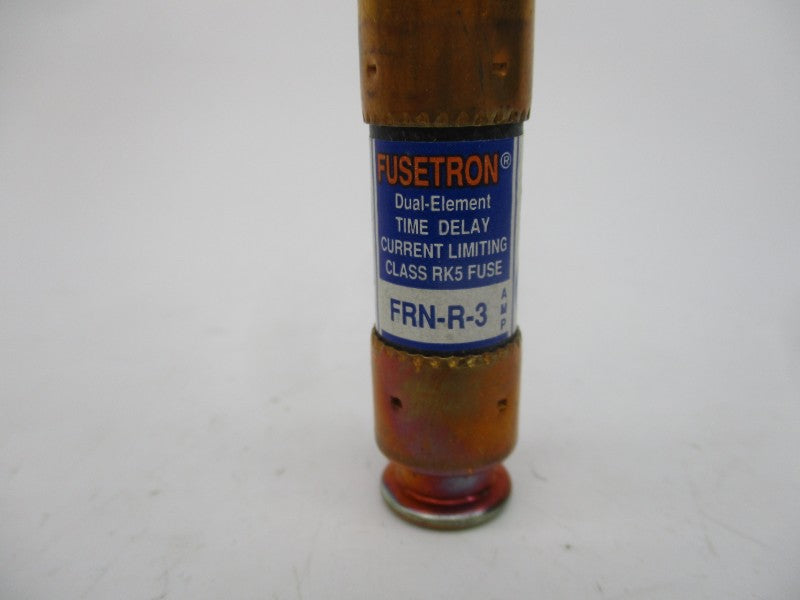 FUSETRON®
Dual-Element
TIME DELAY
CURRENT LIMITING
CLASS RK5 FUSE
FRN-R-3 AMP